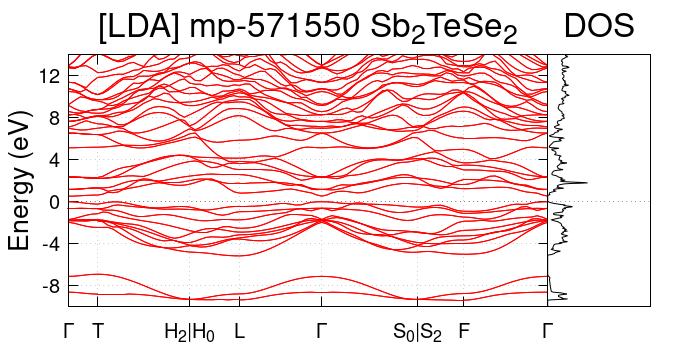 [LDA] mp-571550 Sb₂TeSe₂ DOS
Energy (eV)
12
8
4
0
-4
-8
Γ T H₂|H₀ L Γ S₀|S₂ F Γ